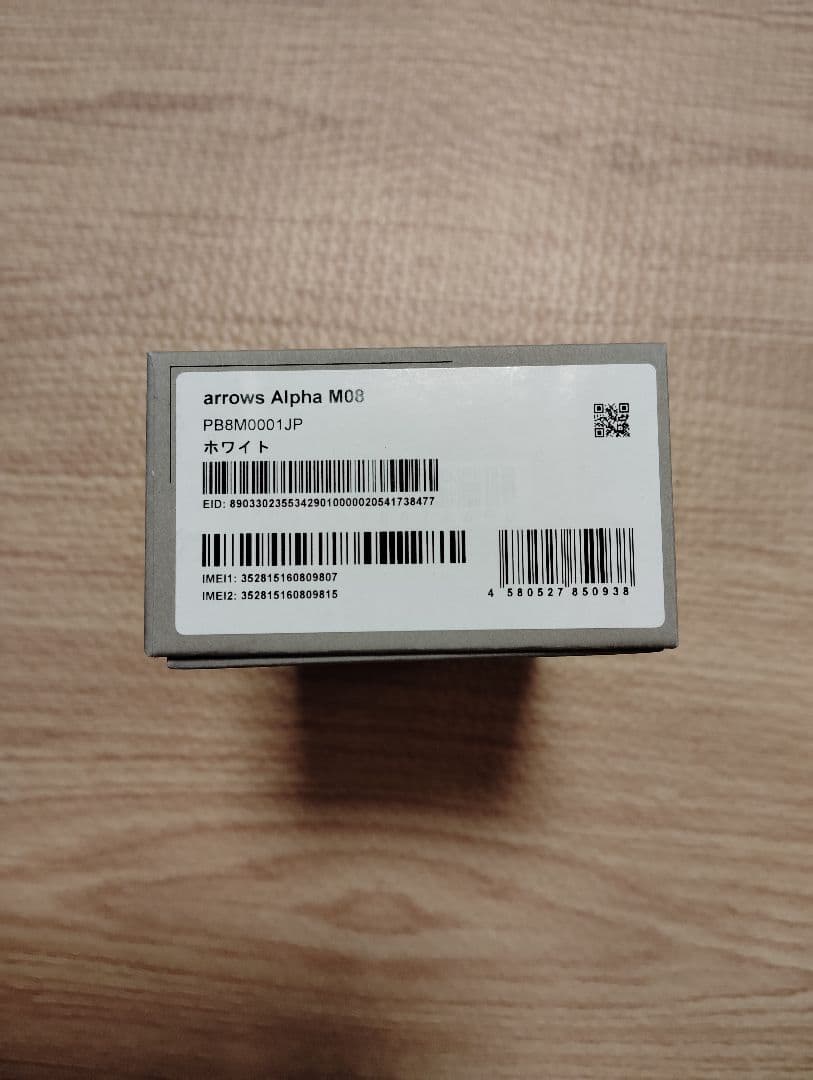 arrows Alpha M08
PB8M0001JP
ホワイト
EID: 89033023553429010000020541738477
IMEI1: 352815160809807
IMEI2: 352815160809815
4 580527 850938